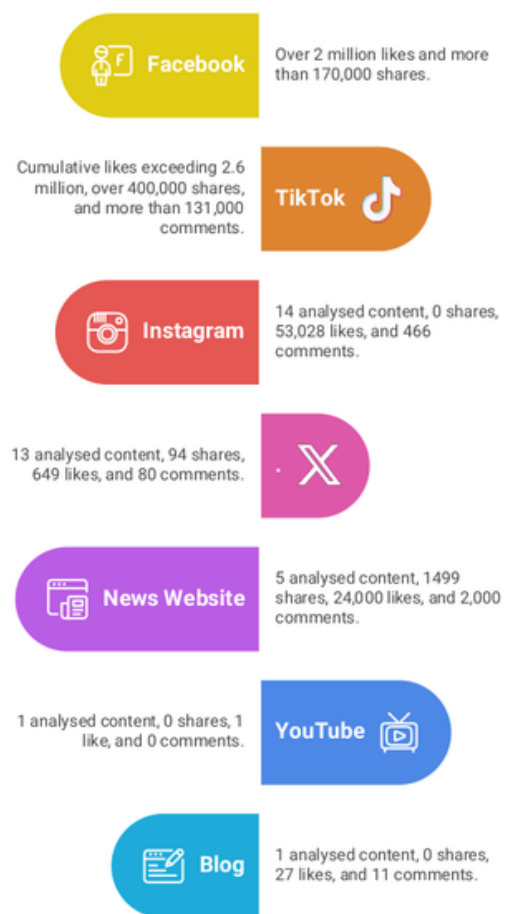 F
Facebook
Over 2 million likes and more
than 170,000 shares.
Cumulative likes exceeding 2.6
million, over 400,000 shares,
and more than 131,000
comments.
TikTok
Instagram
14 analysed content, 0 shares,
53,028 likes, and 466
comments.
13 analysed content, 94 shares,
649 likes, and 80 comments.
X
News Website
5 analysed content, 1499
shares, 24,000 likes, and 2,000
comments.
1 analysed content, 0 shares, 1
like, and 0 comments.
YouTube
Blog
1 analysed content, 0 shares,
27 likes, and 11 comments.